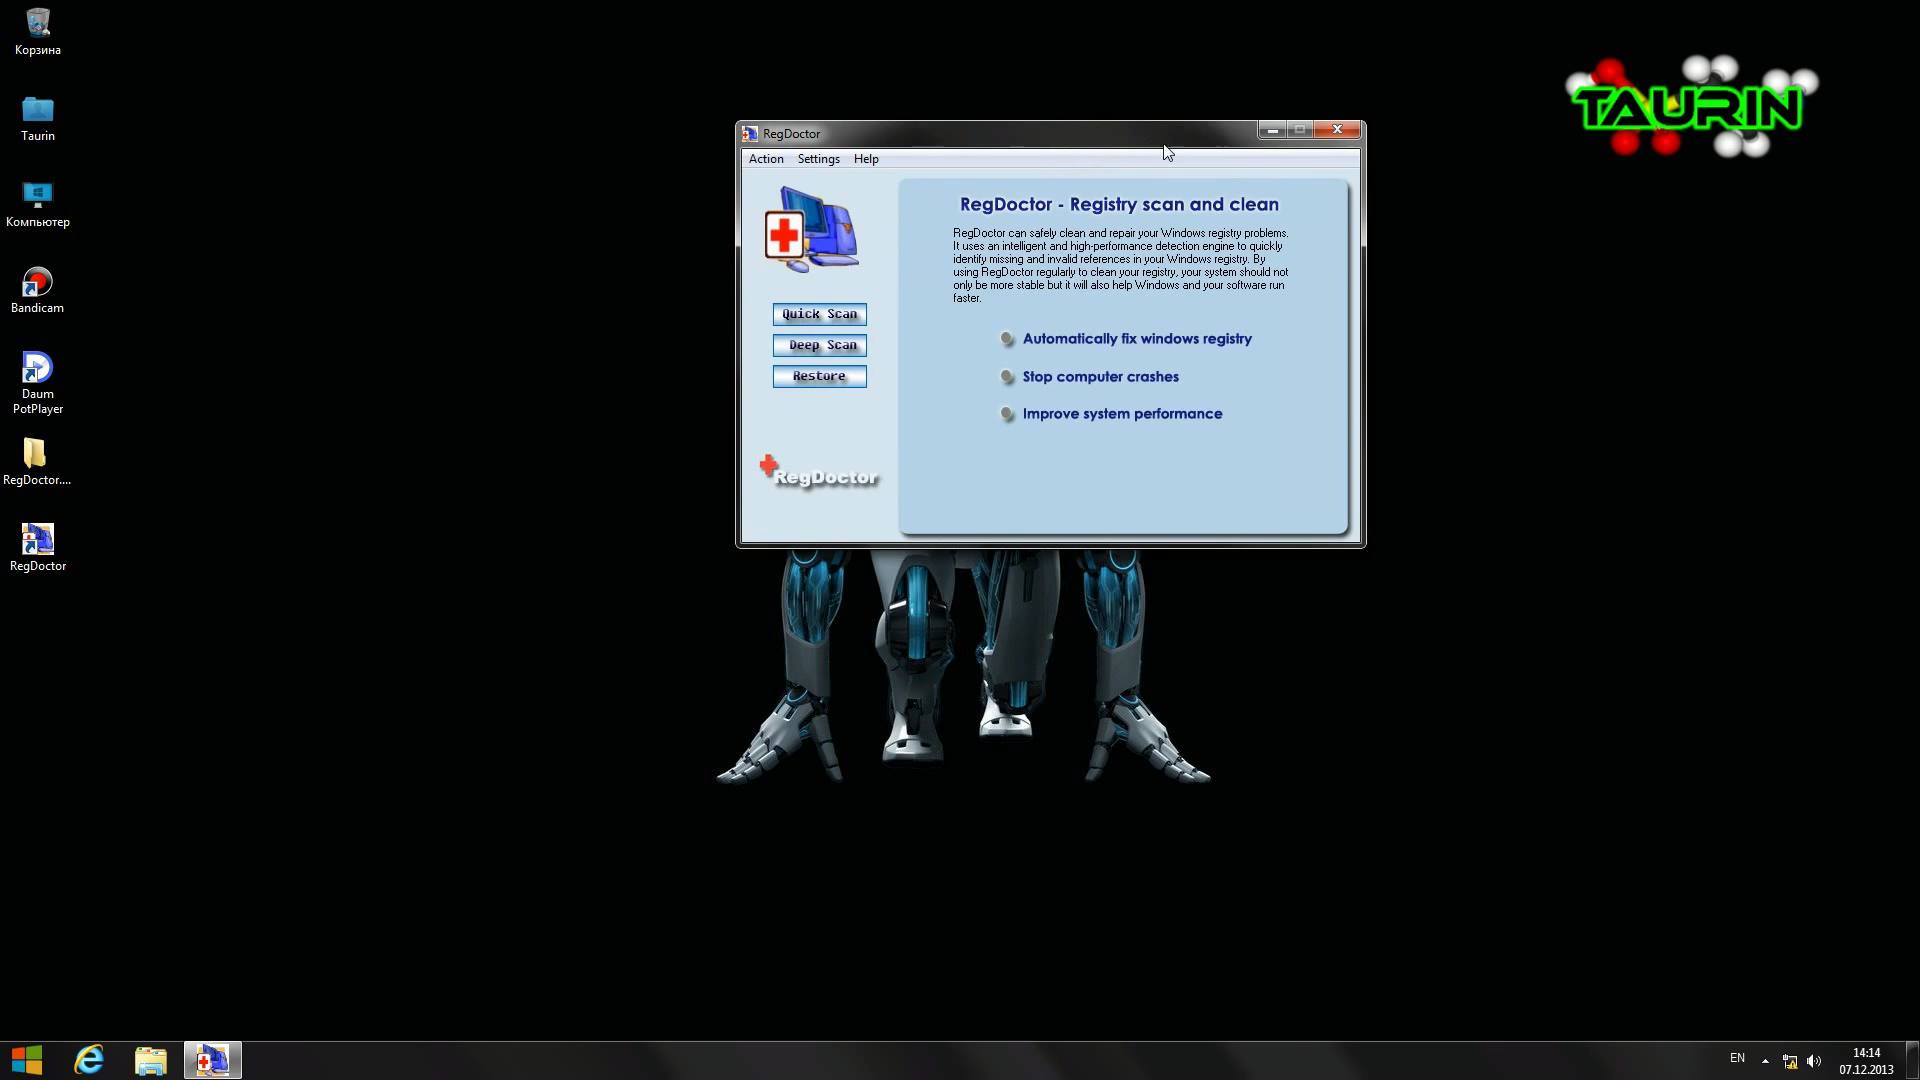 Корзина
Taurin
Компьютер
Bandicam
Daum
PotPlayer
RegDoctor....
RegDoctor
TAURIN
RegDoctor
Action Settings Help
Quick Scan
Deep Scan
Restore
RegDoctor
RegDoctor - Registry scan and clean
RegDoctor can safely clean and repair your Windows registry problems.
It uses an intelligent and high-performance detection engine to quickly
identify missing and invalid references in your Windows registry. By
using RegDoctor regularly to clean your registry, your system should not
only be more stable but it will also help Windows and your software run
faster.
Automatically fix windows registry
Stop computer crashes
Improve system performance
EN
14:14
07.12.2013